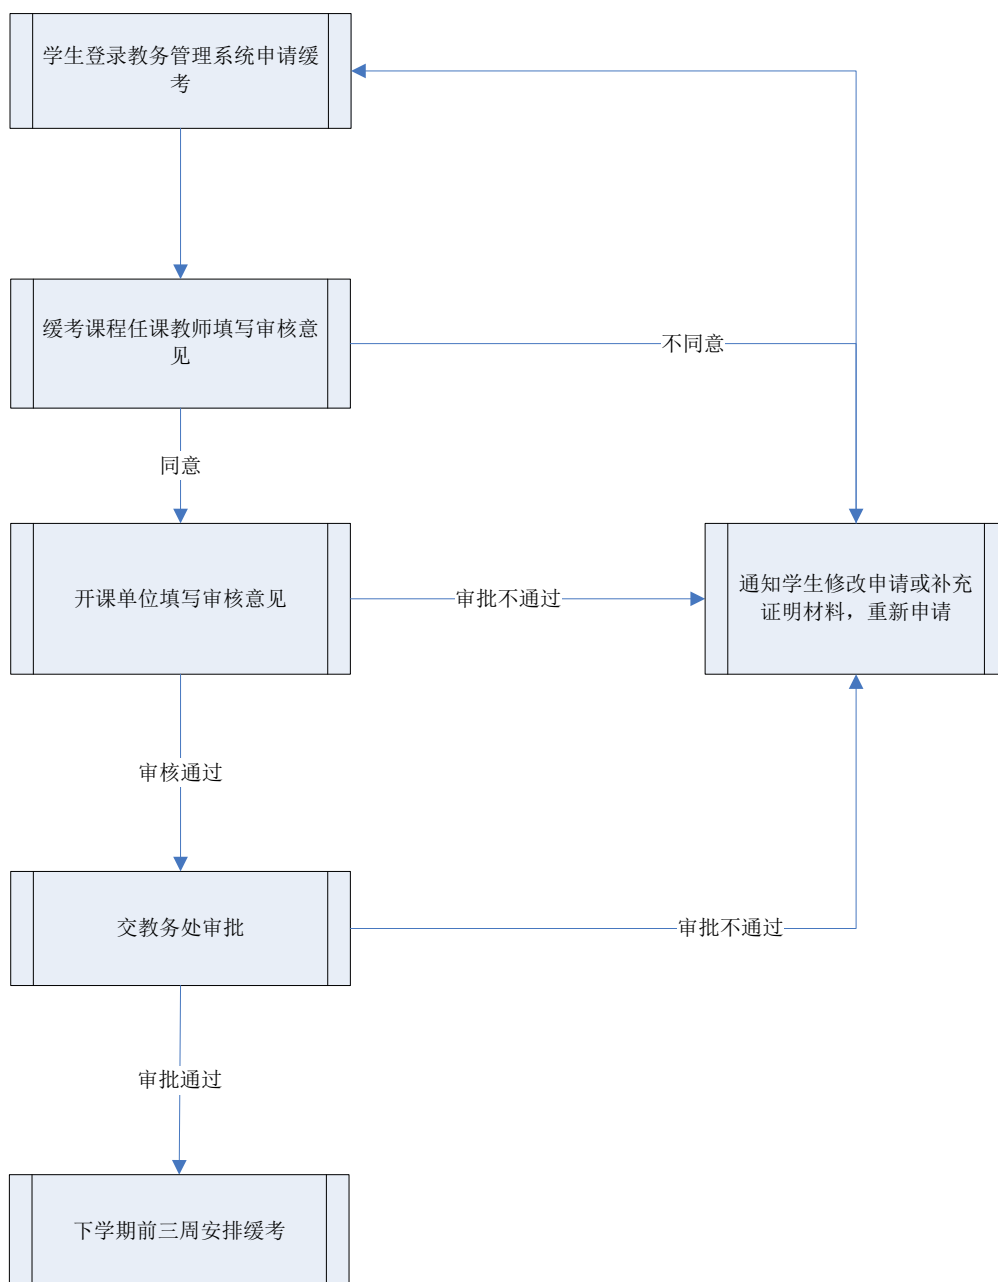 学生登录教务管理系统申请缓
考
缓考课程任课教师填写审核意
见
不同意
同意
开课单位填写审核意见
审批不通过
通知学生修改申请或补充
证明材料，重新申请
审核通过
交教务处审批
审批不通过
审批通过
下学期前三周安排缓考